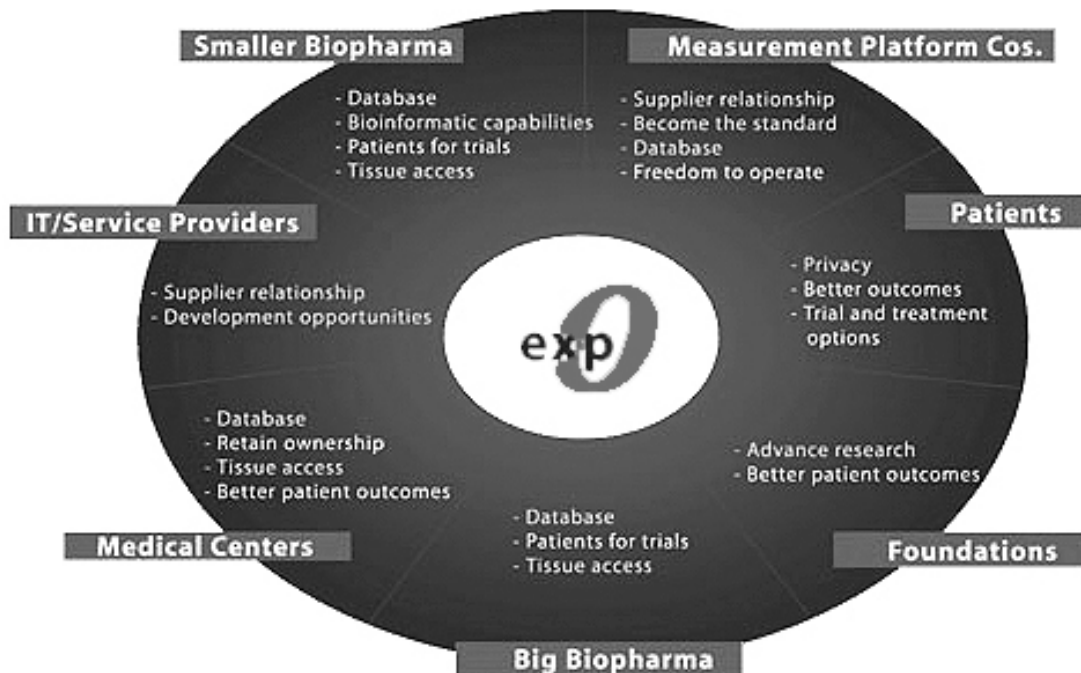 Smaller Biopharma
- Database
- Bioinformatic capabilities
- Patients for trials
- Tissue access
Measurement Platform Cos.
- Supplier relationship
- Become the standard
- Database
- Freedom to operate
IT/Service Providers
- Supplier relationship
- Development opportunities
Patients
- Privacy
- Better outcomes
- Trial and treatment
options
expO
- Database
- Retain ownership
- Tissue access
- Better patient outcomes
Medical Centers
- Database
- Patients for trials
- Tissue access
Big Biopharma
- Advance research
- Better patient outcomes
Foundations